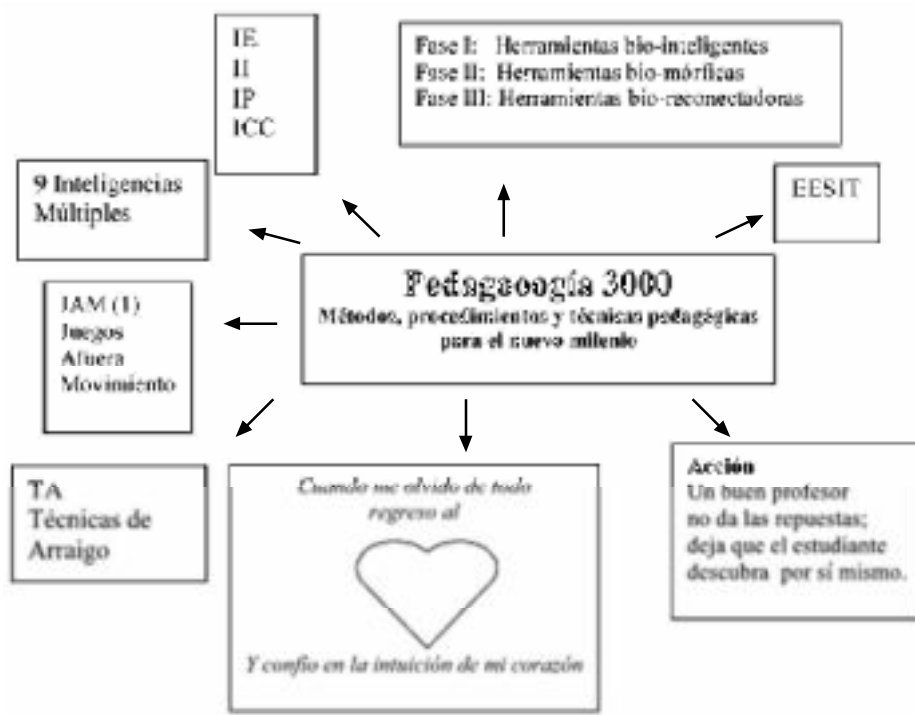 IE
II
IP
ICC
Fase I: Herramientas bio-inteligentes
Fase II: Herramientas bio-mórficas
Fase III: Herramientas bio-reconectadoras
9 Inteligencias
Múltiples
EESIT
Pedagooogía 3000
Métodos, procedimientos y técnicas pedagógicas
para el nuevo milenio
JAM (1)
Juegos
Afuera
Movimiento
TA
Técnicas de
Arraigo
Cuando me olvido de todo
regreso al
Y confío en la intuición de mi corazón
Acción
Un buen profesor
no da las repuestas;
deja que el estudiante
descubra por sí mismo.